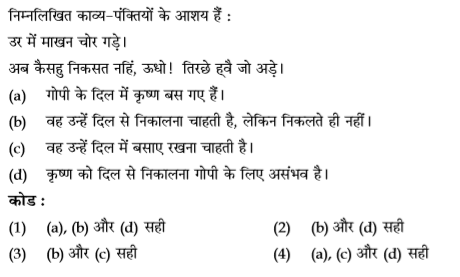 निम्नलिखित काव्य-पंक्तियों के आशय हैं :
उर में माखन चोर गड़े।
अब कैसहु निकसत नहिं, ऊधो! तिरछे ह्वै जो अड़े।
(a) गोपी के दिल में कृष्ण बस गए हैं।
(b) वह उन्हें दिल से निकालना चाहती है, लेकिन निकलते ही नहीं।
(c) वह उन्हें दिल में बसाए रखना चाहती है।
(d) कृष्ण को दिल से निकालना गोपी के लिए असंभव है।
कोड :
(1) (a), (b) और (d) सही (2) (b) और (d) सही
(3) (b) और (c) सही (4) (a), (c) और (d) सही